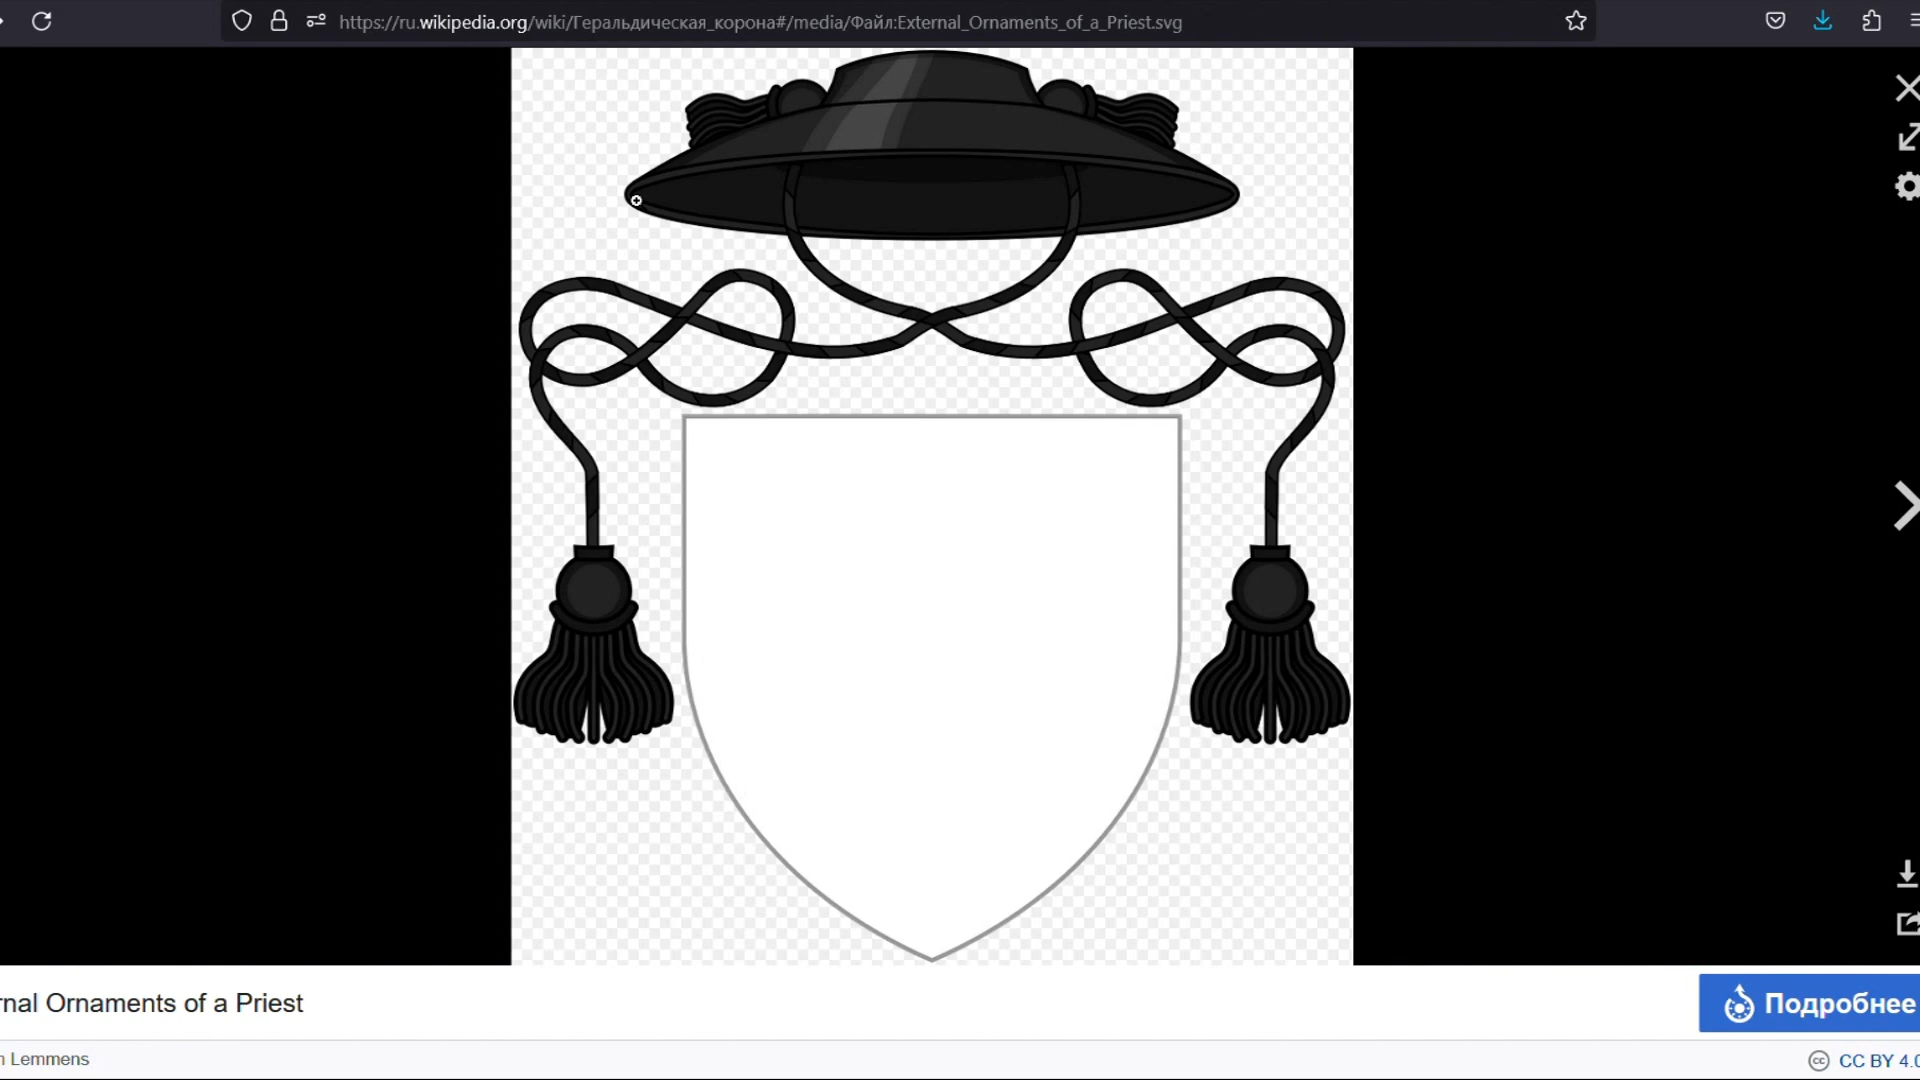 https://ru.wikipedia.org/wiki/Геральдическая_корона#/media/Файл:External_Ornaments_of_a_Priest.svg
rnal Ornaments of a Priest
Подробнее
n Lemmens
cc CC BY 4.0